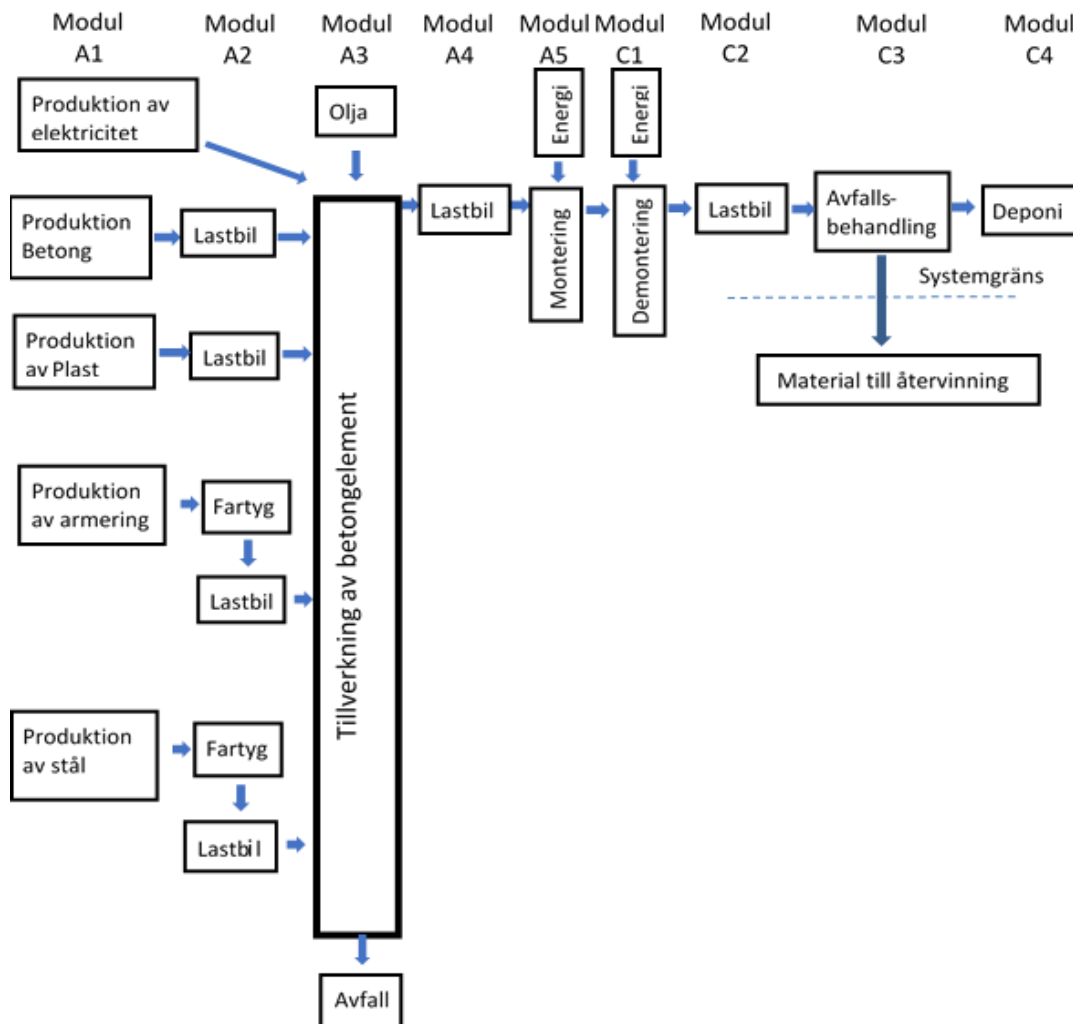 Modul
A1
Modul
A2
Modul
A3
Modul
A4
Modul
A5
Modul
C1
Modul
C2
Modul
C3
Modul
C4
Produktion av
elektricitet
Olja
Energi
Energi
Produktion
Betong
Lastbil
Lastbil
Montering
Demontering
Lastbil
Avfalls-
behandling
Deponi
Systemgräns
Produktion
av Plast
Lastbil
Material till återvinning
Tillverkning av betongelement
Produktion
av armering
Fartyg
Lastbil
Produktion
av stål
Fartyg
Lastbil
Avfall